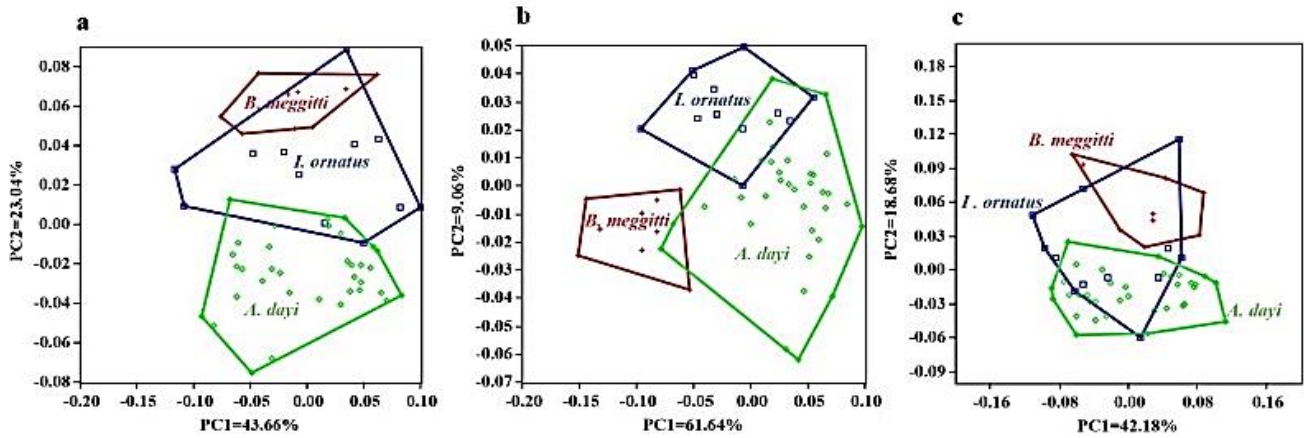 a
0.08
0.06
0.04
0.02
0.00
-0.02
-0.04
-0.06
-0.08
PC2=23.04%
B. meggitti
I. ornatus
A. dayi
-0.20 -0.15 -0.10 -0.05 0.00 0.05 0.10
PC1=43.66%
b
0.05
0.04
0.03
0.02
0.01
0.00
-0.01
-0.02
-0.03
-0.04
-0.05
-0.06
-0.07
PC2=9.06%
I. ornatus
B. meggitti
A. dayi
-0.20 -0.15 -0.10 -0.05 0.00 0.05 0.10
PC1=61.64%
c
0.18
0.15
0.12
0.09
0.06
0.03
0.00
-0.03
-0.06
-0.09
PC2=18.68%
B. meggitti
I . ornatus
A. dayi
-0.16 -0.08 0.00 0.08 0.16
PC1=42.18%